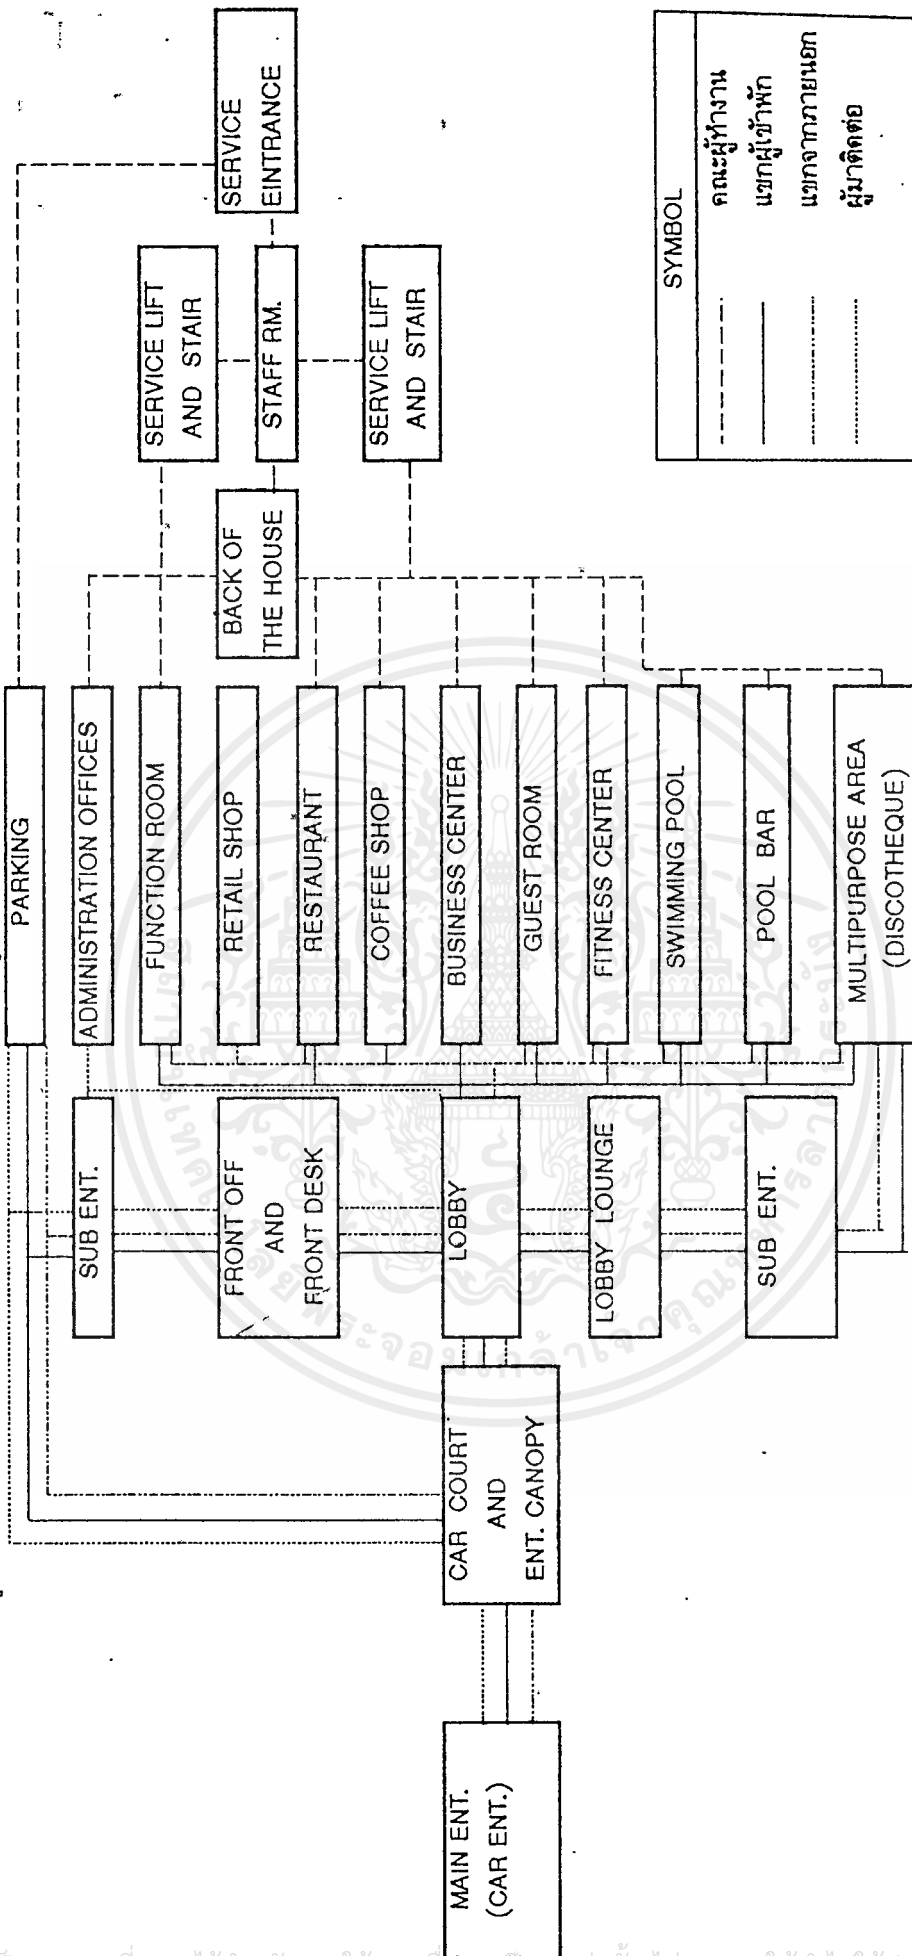 MAIN ENT.
(CAR ENT.)
CAR COURT
AND
ENT. CANOPY
SUB ENT.
FRONT OFF
AND
FRONT DESK
LOBBY
LOBBY LOUNGE
SUB ENT.
PARKING
ADMINISTRATION OFFICES
FUNCTION ROOM
RETAIL SHOP
RESTAURANT
COFFEE SHOP
BUSINESS CENTER
GUEST ROOM
FITNESS CENTER
SWIMMING POOL
POOL BAR
MULTIPURPOSE AREA
(DISCOTHEQUE)
BACK OF
THE HOUSE
SERVICE LIFT
AND STAIR
STAFF RM.
SERVICE LIFT
AND STAIR
SERVICE
EINTRANCE
SYMBOL
คณะผู้ทำงาน
แขกผู้เข้าพัก
แขกจากภายนอก
ผู้มาติดต่อ